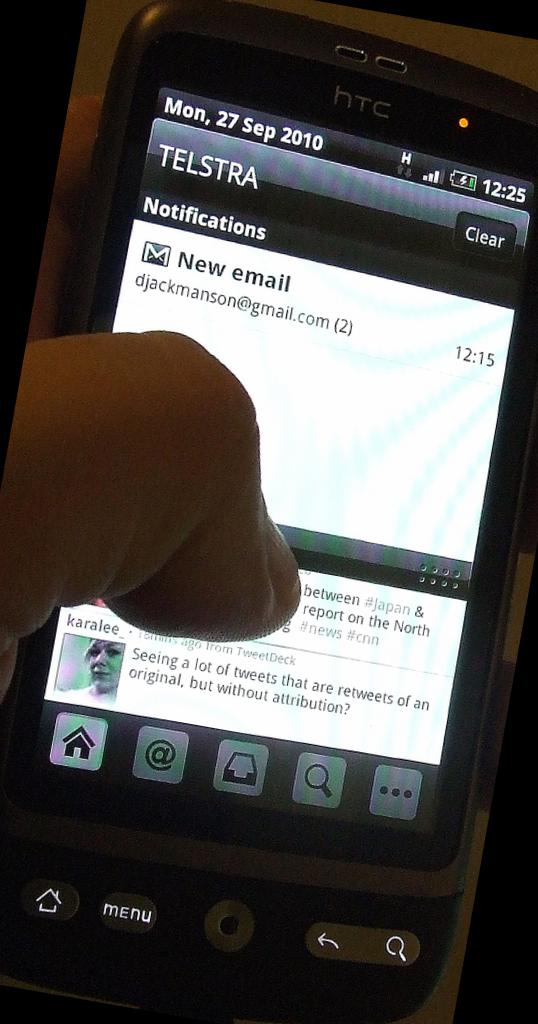 hTC
Mon, 27 Sep 2010
H
12:25
TELSTRA
Notifications
Clear
New email
djackmanson@gmail.com (2)
12:15
between #Japan &
report on the North
#news #cnn
karalee_ · 18mins ago from TweetDeck
Seeing a lot of tweets that are retweets of an
original, but without attribution?
@
menu